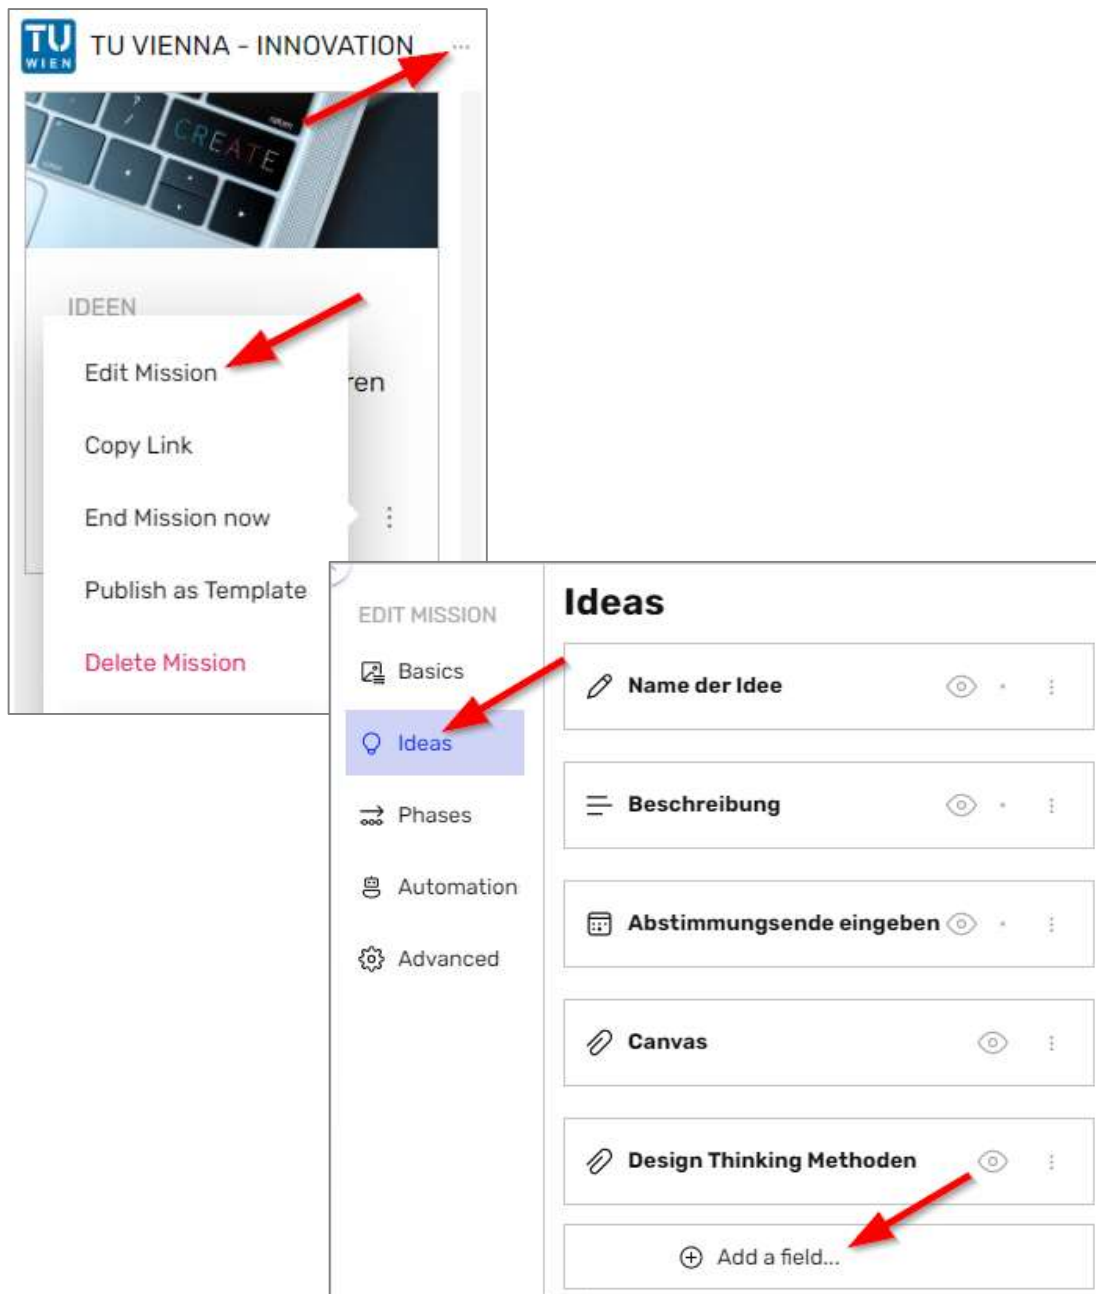 TU
WIEN
TU VIENNA - INNOVATION
?
/
return
CREATE
IDEEN
Edit Mission
ren
Copy Link
End Mission now
Publish as Template
Delete Mission
EDIT MISSION
Basics
Ideas
Phases
Automation
Advanced
Ideas
Name der Idee
Beschreibung
Abstimmungsende eingeben
Canvas
Design Thinking Methoden
Add a field...